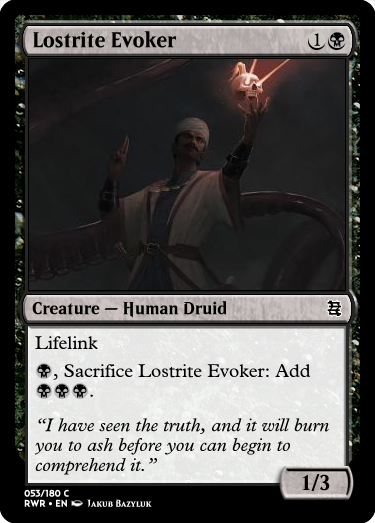 Lostrite Evoker 1
Creature — Human Druid
Lifelink
, Sacrifice Lostrite Evoker: Add
.
“I have seen the truth, and it will burn
you to ash before you can begin to
comprehend it.”
1/3
053/180 C
RWR • EN JAKUB BAZYLUK